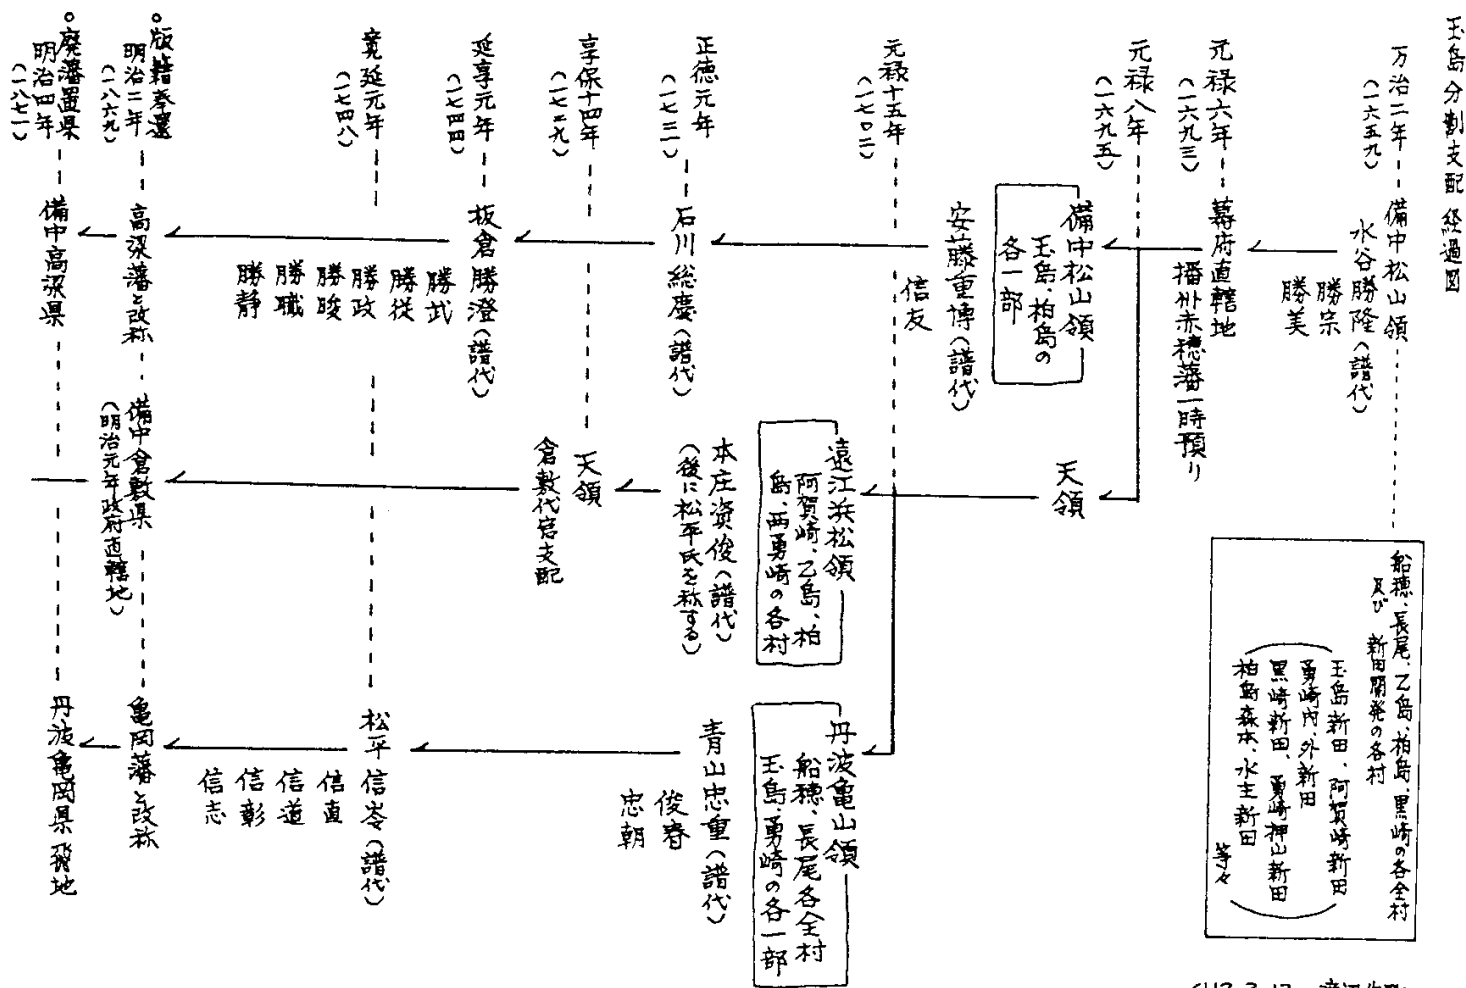 玉島分割支配経過図
万治二年
(一六五九)
備中松山領
水谷勝隆(譜代)
勝宗
勝美
船穂、長尾、乙島、柏島、黒崎の各全村
及び 新田開発の各村
玉島新田、阿賀崎新田
勇崎内、外新田
黒崎新田、勇崎押山新田
柏島森本、水主新田
等々
元禄六年
(一六九三)
幕府直轄地
播州赤穂藩一時預り
元禄八年
(一六九五)
備中松山領
玉島、柏島の
各一部
安藤重博(譜代)
信友
天領
元禄十五年
(一七〇二)
遠江浜松領
阿賀崎、乙島、柏
島、両勇崎の各村
本庄資俊(譜代)
(後に松平氏を称する)
丹波亀山領
船穂、長尾各全村
玉島、勇崎の各一部
青山忠重(譜代)
俊春
忠朝
正徳元年
(一七一一)
石川総慶(譜代)
享保十四年
(一七二九)
天領
倉敷代官支配
延享元年
(一七四四)
板倉勝澄(譜代)
勝武
勝従
勝政
勝晙
勝職
勝静
寛延元年
(一七四八)
松平信岑(譜代)
信直
信道
信彰
信志
。版籍奉還
明治二年
(一八六九)
高梁藩と改称
備中倉敷県
(明治元年政府直轄地)
亀岡藩と改称
。廃藩置県
明治四年
(一八七一)
備中高梁県
丹波亀岡県飛地